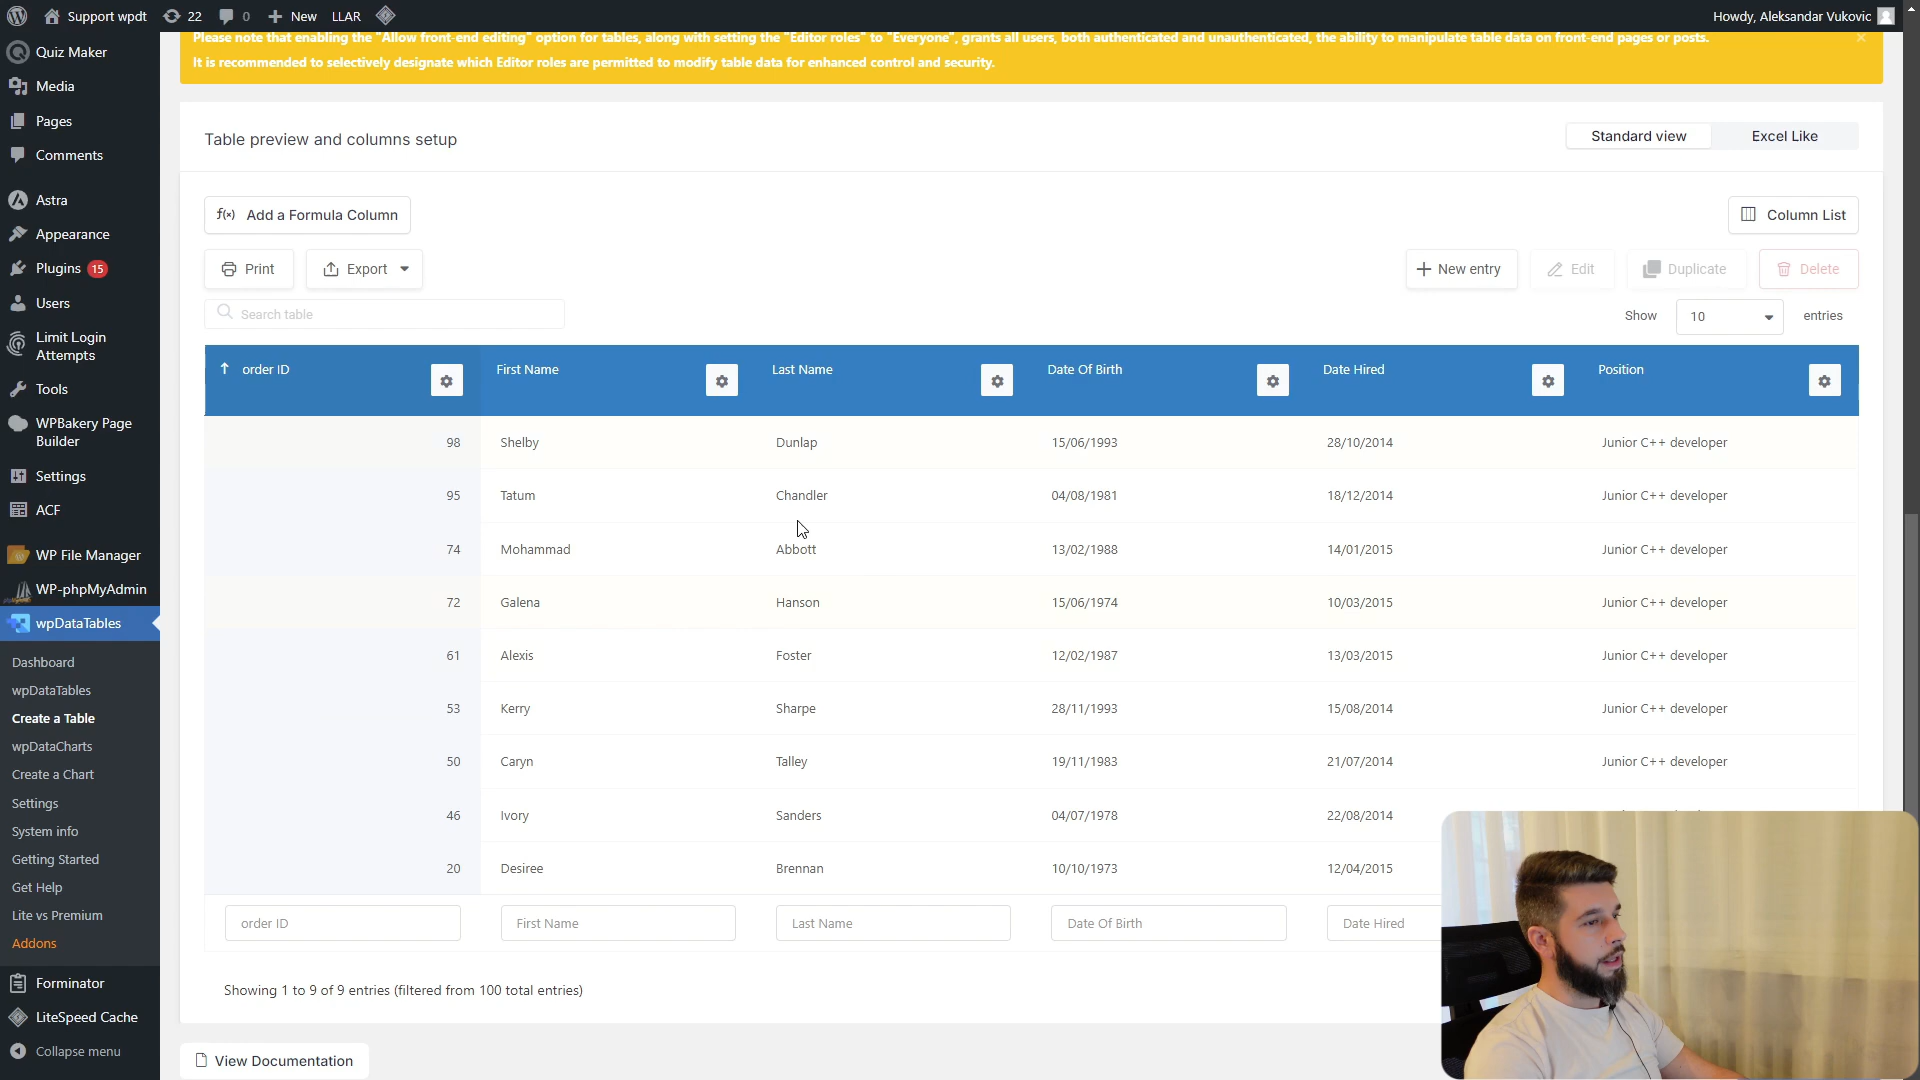 Support wpdt
22
0
New
LLAR
Howdy, Aleksandar Vukovic
Quiz Maker
Media
Pages
Comments
Astra
Appearance
Plugins 15
Users
Limit Login
Attempts
Tools
WPBakery Page
Builder
Settings
ACF
WP File Manager
WP-phpMyAdmin
wpDataTables
Dashboard
wpDataTables
Create a Table
wpDataCharts
Create a Chart
Settings
System info
Getting Started
Get Help
Lite vs Premium
Addons
Forminator
LiteSpeed Cache
Collapse menu
Please note that enabling the "Allow front-end editing" option for tables, along with setting the "Editor roles" to "Everyone", grants all users, both authenticated and unauthenticated, the ability to manipulate table data on front-end pages or posts.
It is recommended to selectively designate which Editor roles are permitted to modify table data for enhanced control and security.
Table preview and columns setup
Standard view
Excel Like
f(x) Add a Formula Column
Column List
Print
Export
New entry
Edit
Duplicate
Delete
Search table
Show 10 entries
order ID First Name Last Name Date Of Birth Date Hired Position
98 Shelby Dunlap 15/06/1993 28/10/2014 Junior C++ developer
95 Tatum Chandler 04/08/1981 18/12/2014 Junior C++ developer
74 Mohammad Abbott 13/02/1988 14/01/2015 Junior C++ developer
72 Galena Hanson 15/06/1974 10/03/2015 Junior C++ developer
61 Alexis Foster 12/02/1987 13/03/2015 Junior C++ developer
53 Kerry Sharpe 28/11/1993 15/08/2014 Junior C++ developer
50 Caryn Talley 19/11/1983 21/07/2014 Junior C++ developer
46 Ivory Sanders 04/07/1978 22/08/2014
20 Desiree Brennan 10/10/1973 12/04/2015
order ID First Name Last Name Date Of Birth Date Hired
Showing 1 to 9 of 9 entries (filtered from 100 total entries)
View Documentation